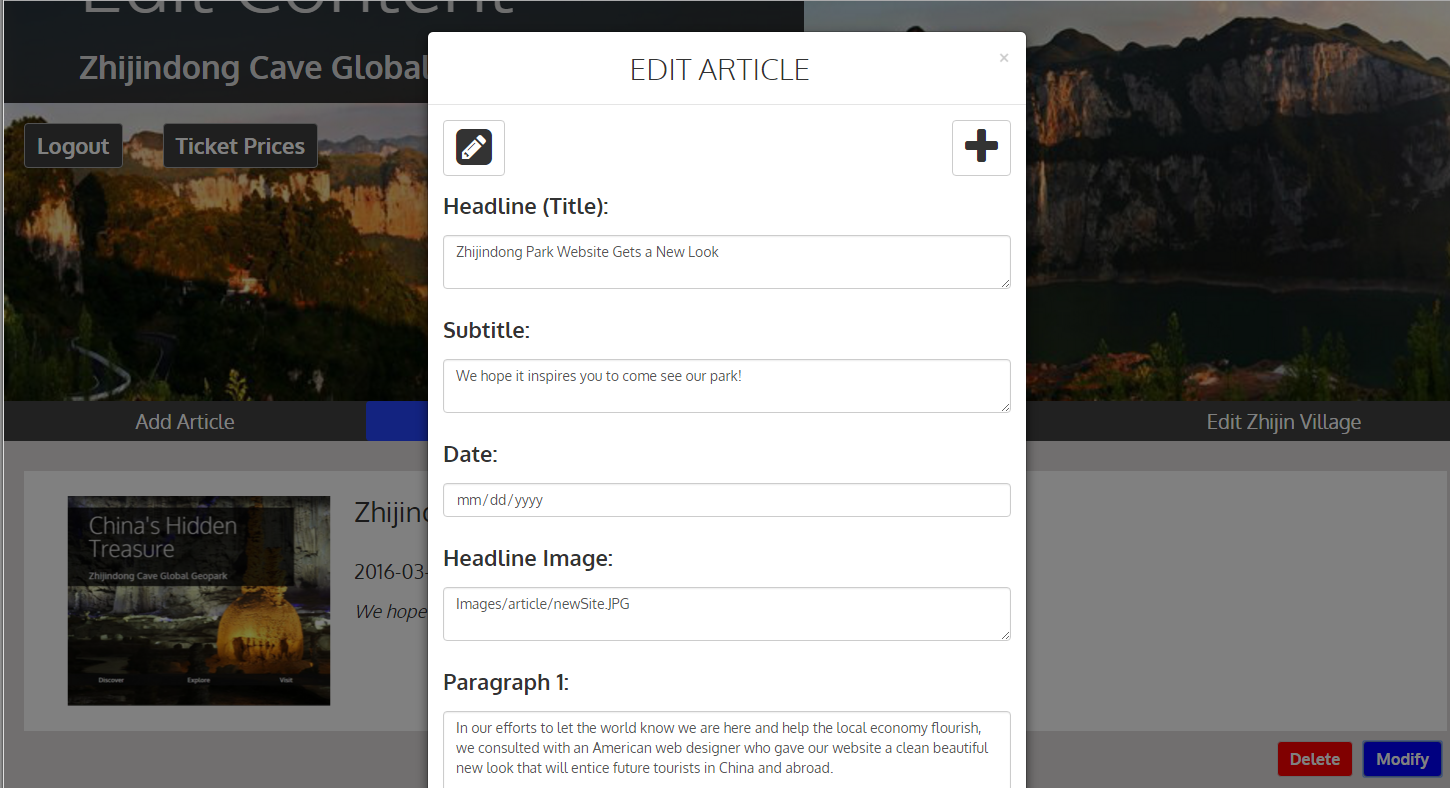 Edit Content
Zhijindong Cave Global
EDIT ARTICLE
×
Logout
Ticket Prices
Headline (Title):
Zhijindong Park Website Gets a New Look
Subtitle:
We hope it inspires you to come see our park!
Add Article
Edit Zhijin Village
Date:
mm/dd/yyyy
China's Hidden
Treasure
Zhijindong Cave Global Geopark
Discover
Explore
Visit
2016-03-
We hope
Headline Image:
Images/article/newSite.JPG
Paragraph 1:
In our efforts to let the world know we are here and help the local economy flourish,
we consulted with an American web designer who gave our website a clean beautiful
new look that will entice future tourists in China and abroad.
Delete
Modify